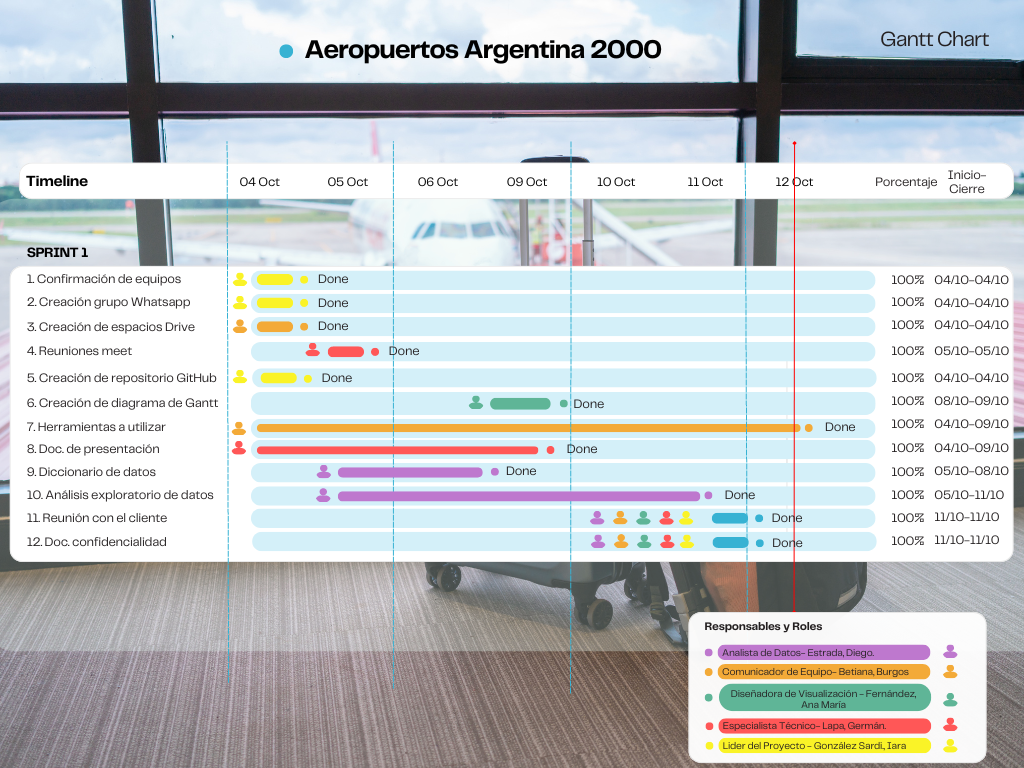 Aeropuertos Argentina 2000
Gantt Chart
Timeline 04 Oct 05 Oct 06 Oct 09 Oct 10 Oct 11 Oct 12 Oct Porcentaje Inicio-
Cierre
SPRINT 1
1. Confirmación de equipos Done 100% 04/10-04/10
2. Creación grupo Whatsapp Done 100% 04/10-04/10
3. Creación de espacios Drive Done 100% 04/10-04/10
4. Reuniones meet Done 100% 05/10-05/10
5. Creación de repositorio GitHub Done 100% 04/10-04/10
6. Creación de diagrama de Gantt Done 100% 08/10-09/10
7. Herramientas a utilizar Done 100% 04/10-09/10
8. Doc. de presentación Done 100% 04/10-09/10
9. Diccionario de datos Done 100% 05/10-08/10
10. Análisis exploratorio de datos Done 100% 05/10-11/10
11. Reunión con el cliente Done 100% 11/10-11/10
12. Doc. confidencialidad Done 100% 11/10-11/10
Responsables y Roles
Analista de Datos- Estrada, Diego.
Comunicador de Equipo- Betiana, Burgos
Diseñadora de Visualización - Fernández,
Ana María
Especialista Técnico- Lapa, Germán.
Lider del Proyecto - González Sardi, Iara